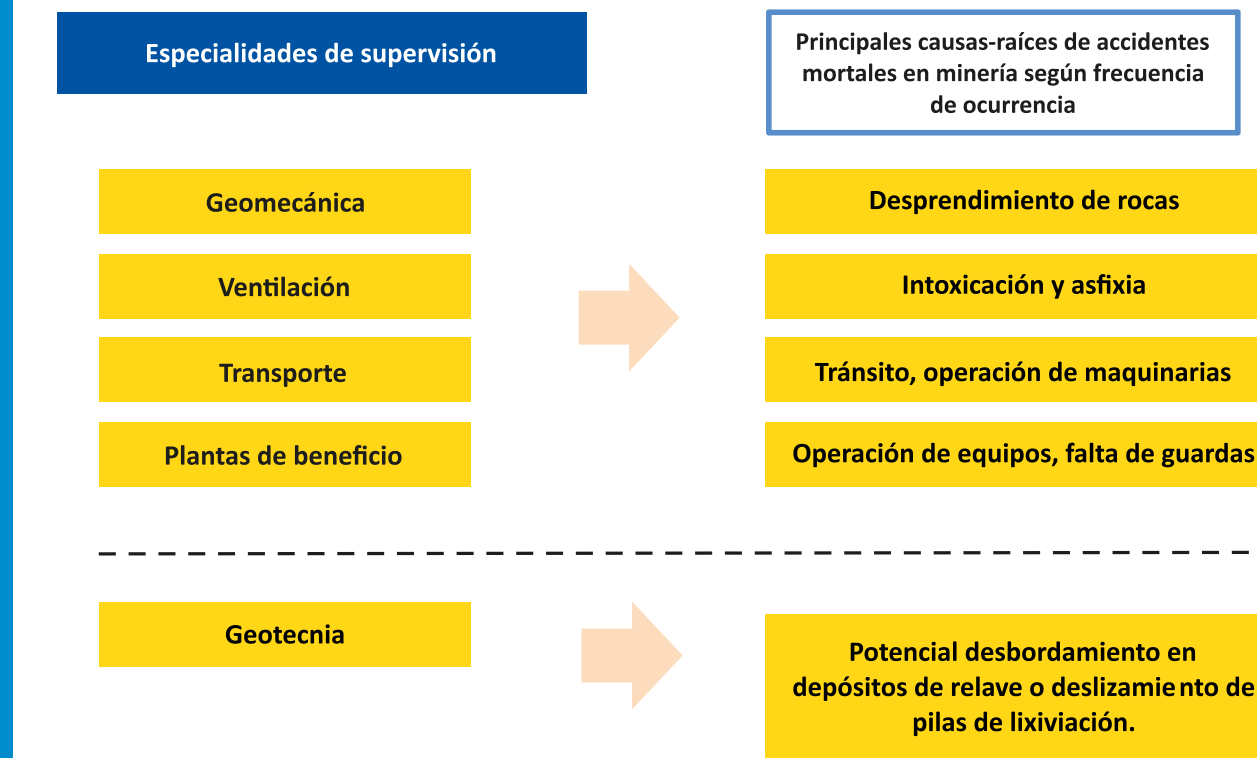 Especialidades de supervisión
Principales causas-raíces de accidentes
mortales en minería según frecuencia
de ocurrencia
Geomecánica
Desprendimiento de rocas
Ventilación
Intoxicación y asfixia
Transporte
Tránsito, operación de maquinarias
Plantas de beneficio
Operación de equipos, falta de guardas
Geotecnia
Potencial desbordamiento en
depósitos de relave o deslizamiento de
pilas de lixiviación.